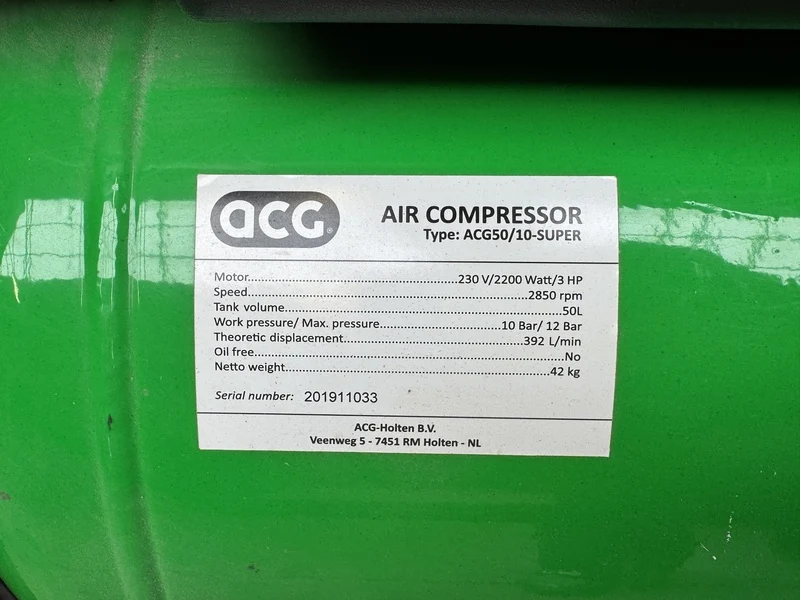 acg®
AIR COMPRESSOR
Type: ACG50/10-SUPER
Motor..........................................................230 V/2200 Watt/3 HP
Speed..............................................................................2850 rpm
Tank volume..............................................................................50L
Work pressure/ Max. pressure.................................10 Bar/ 12 Bar
Theoretic displacement..................................................392 L/min
Oil free......................................................................................No
Netto weight.........................................................................42 kg
Serial number: 201911033
ACG-Holten B.V.
Veenweg 5 - 7451 RM Holten - NL